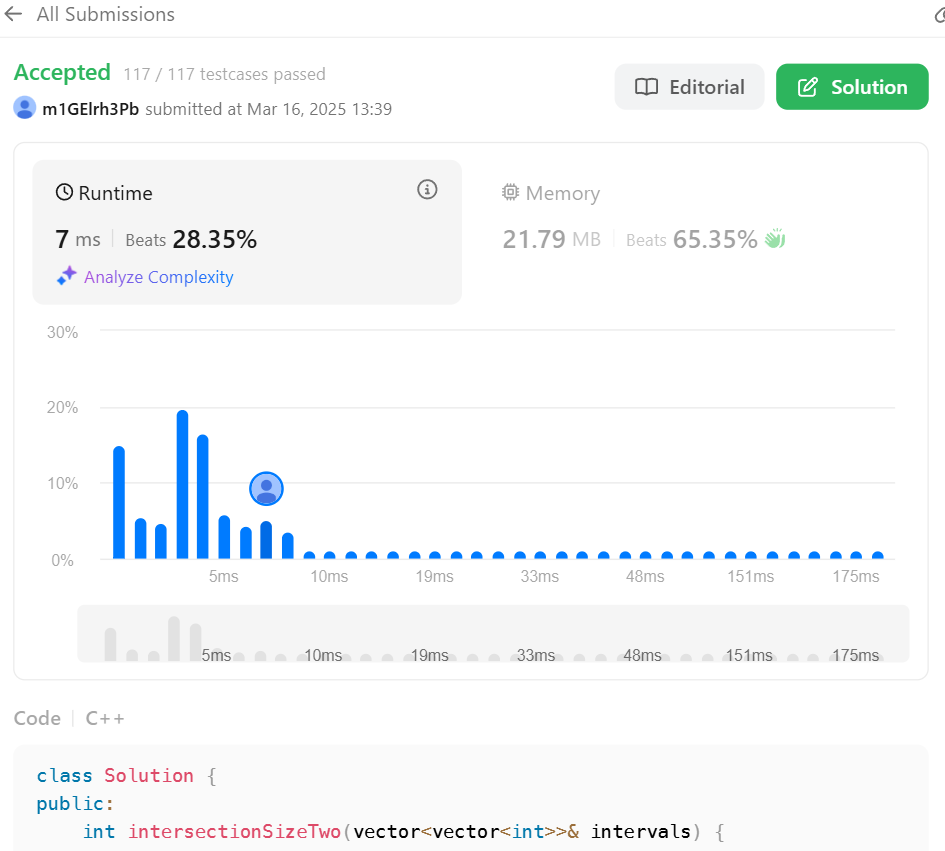 All Submissions
Accepted 117 / 117 testcases passed
m1GElrh3Pb submitted at Mar 16, 2025 13:39
Editorial
Solution
Runtime
7 ms Beats 28.35%
Analyze Complexity
Memory
21.79 MB Beats 65.35%
30%
20%
10%
0%
5ms 10ms 19ms 33ms 48ms 151ms 175ms
5ms 10ms 19ms 33ms 48ms 151ms 175ms
Code C++
class Solution {
public:
    int intersectionSizeTwo(vector<vector<int>>& intervals) {